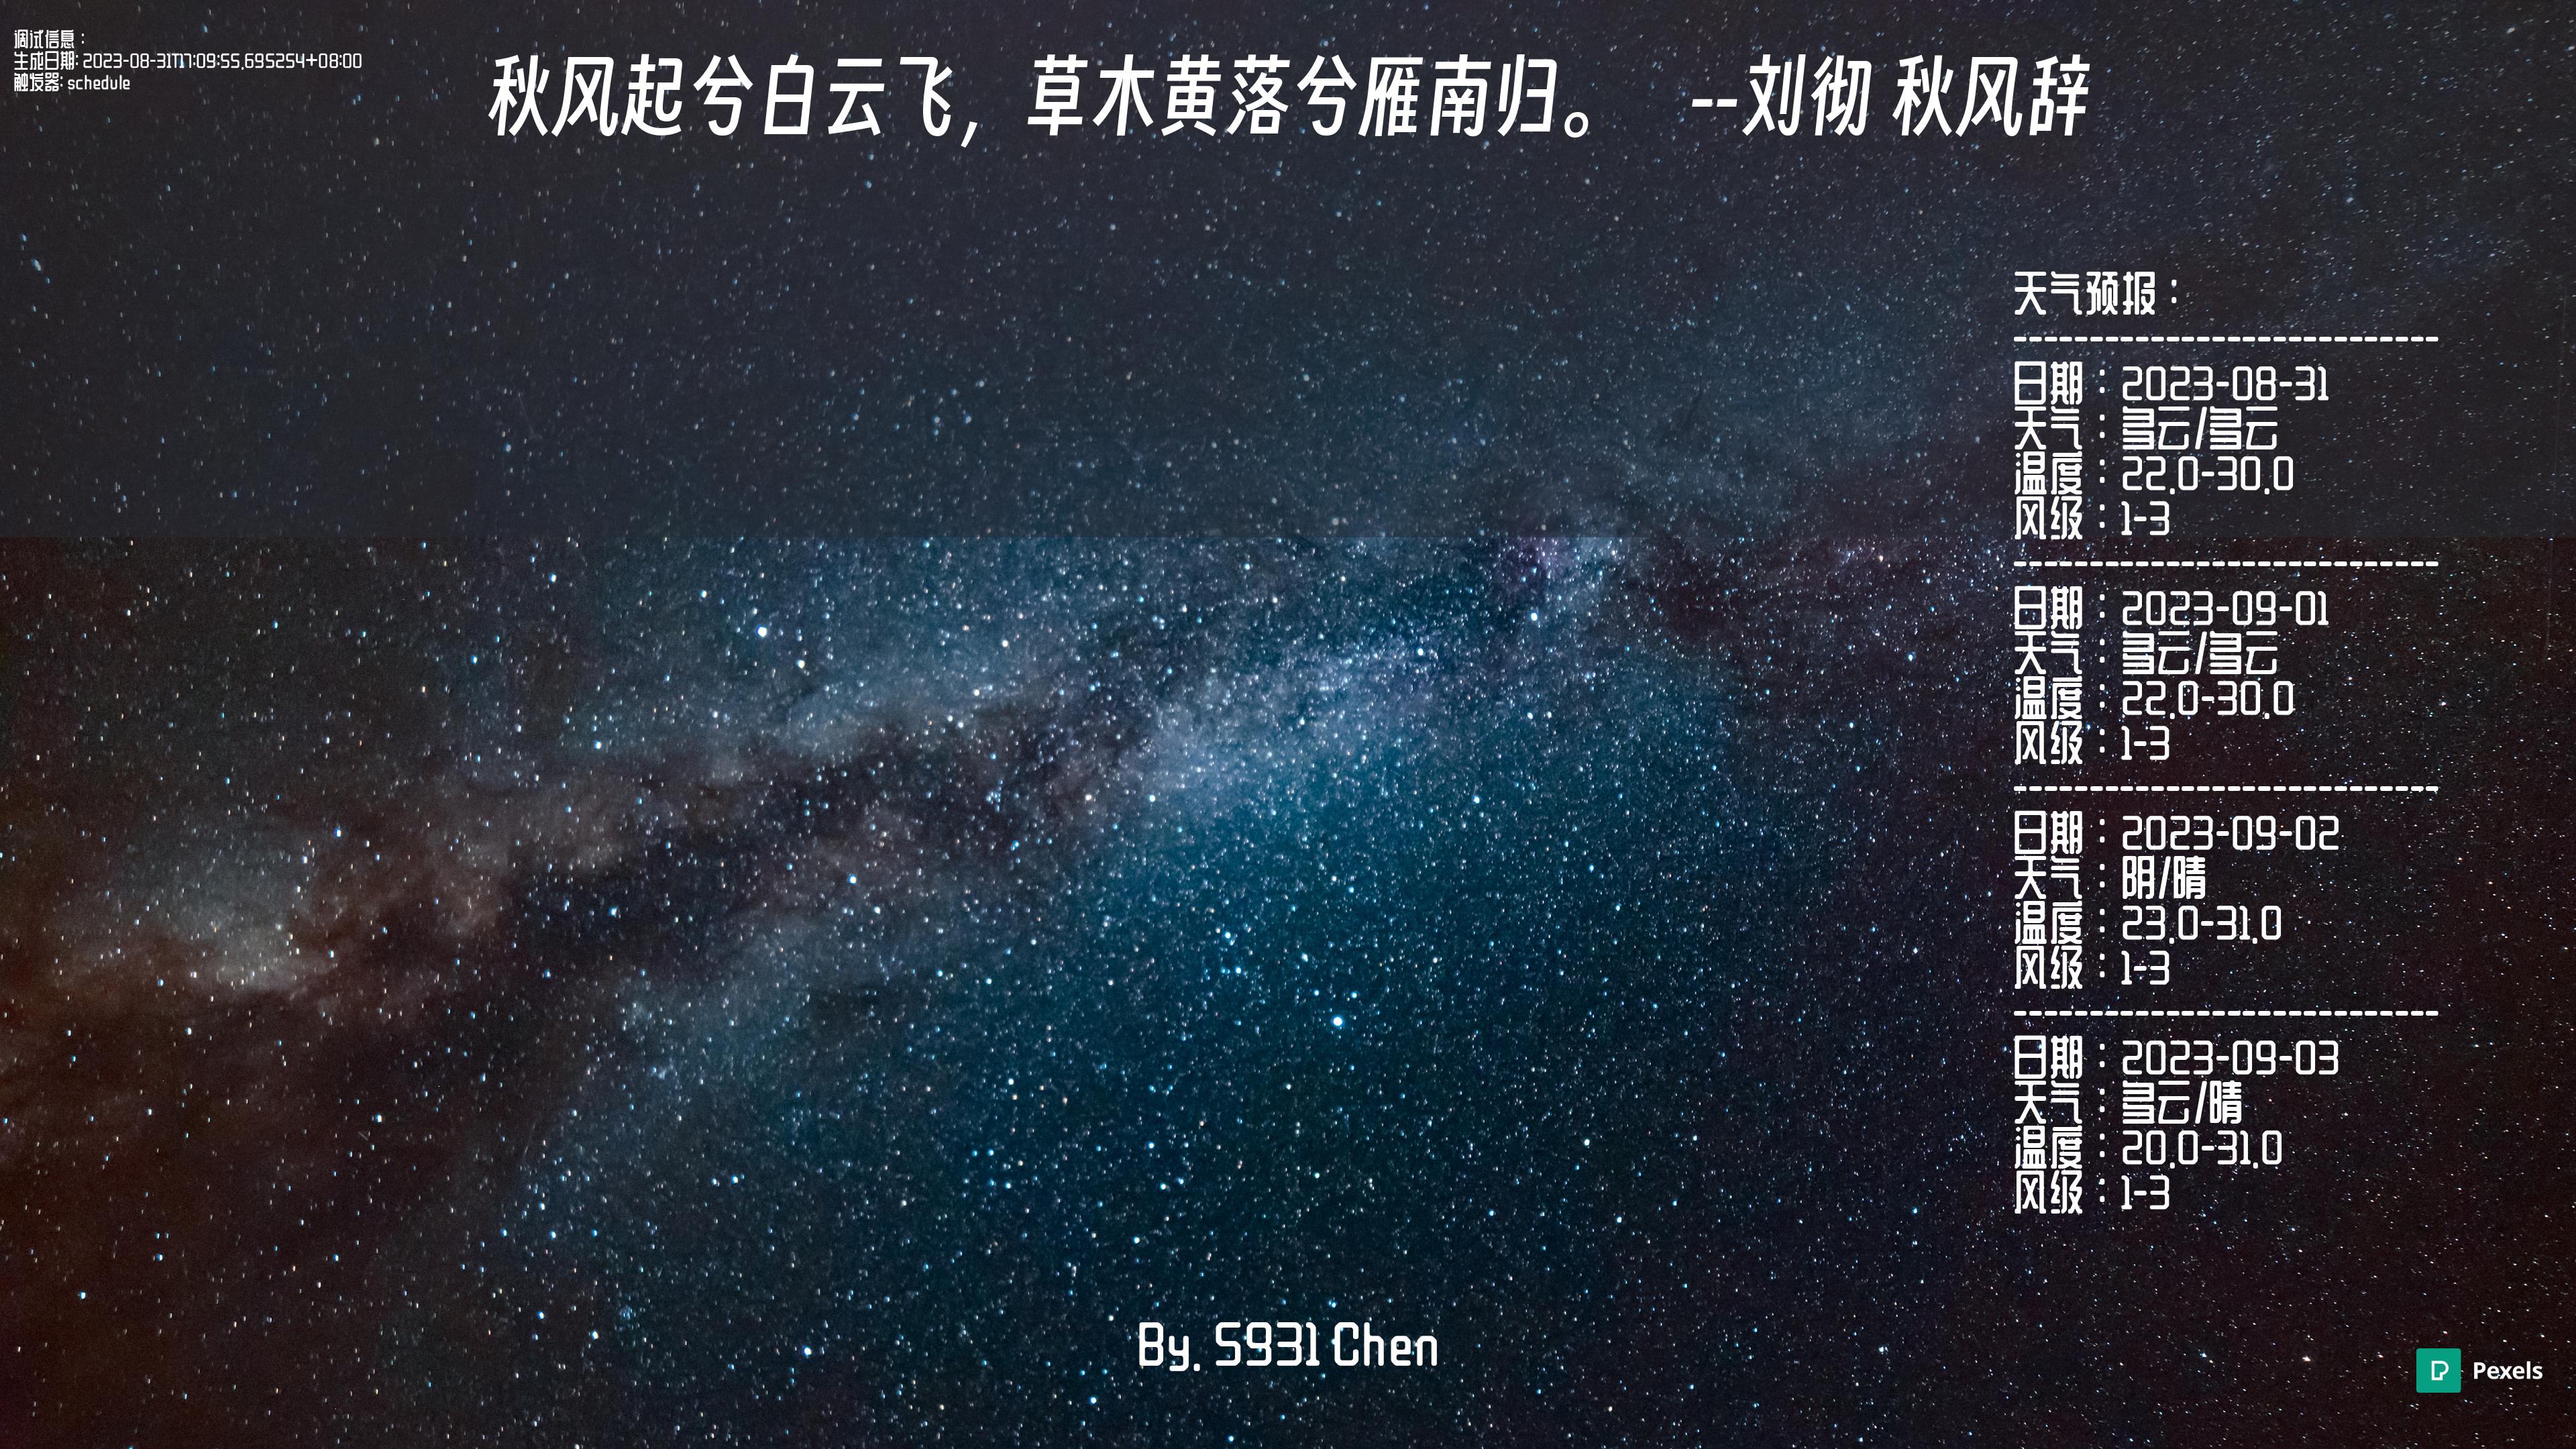 调试信息：
生成日期: 2023-08-31T17:09:55.695254+08:00
触发器: schedule
秋风起兮白云飞，草木黄落兮雁南归。 --刘彻 秋风辞
天气预报：
----------------------------
日期：2023-08-31
天气：多云/多云
温度：22.0-30.0
风级：1-3
----------------------------
日期：2023-09-01
天气：多云/多云
温度：22.0-30.0
风级：1-3
----------------------------
日期：2023-09-02
天气：阴/晴
温度：23.0-31.0
风级：1-3
----------------------------
日期：2023-09-03
天气：多云/晴
温度：20.0-31.0
风级：1-3
By. S931 Chen
Pexels